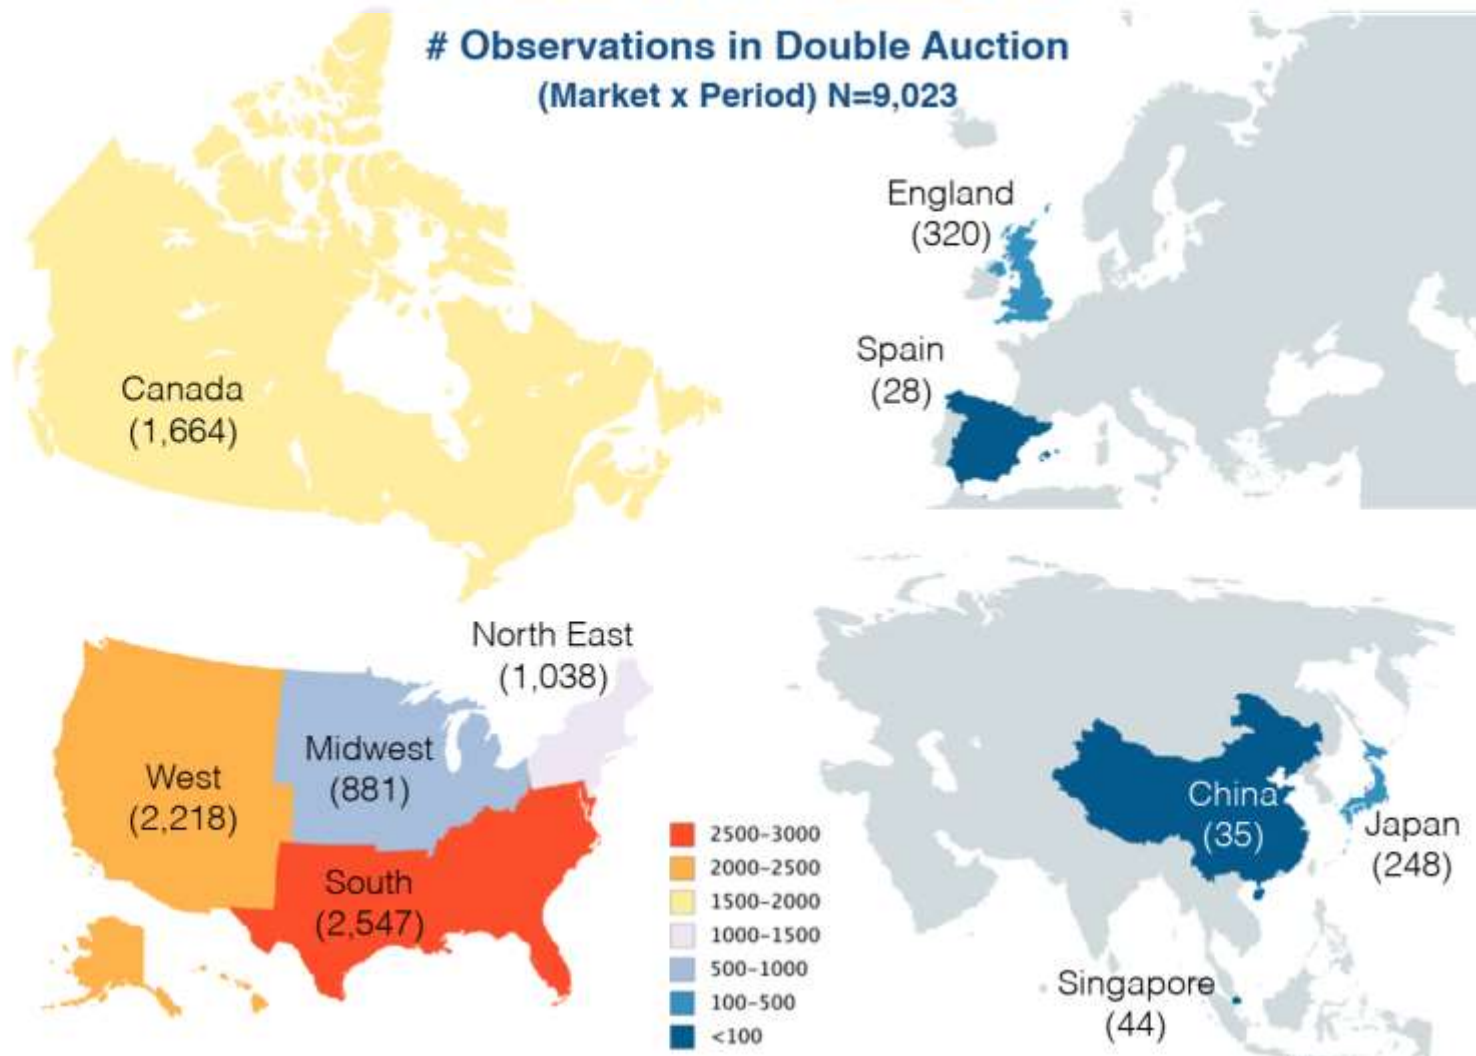 # Observations in Double Auction
(Market x Period) N=9,023
England
(320)
Spain
(28)
Canada
(1,664)
North East
(1,038)
Midwest
(881)
West
(2,218)
South
(2,547)
2500-3000
2000-2500
1500-2000
1000-1500
500-1000
100-500
<100
China
(35)
Japan
(248)
Singapore
(44)